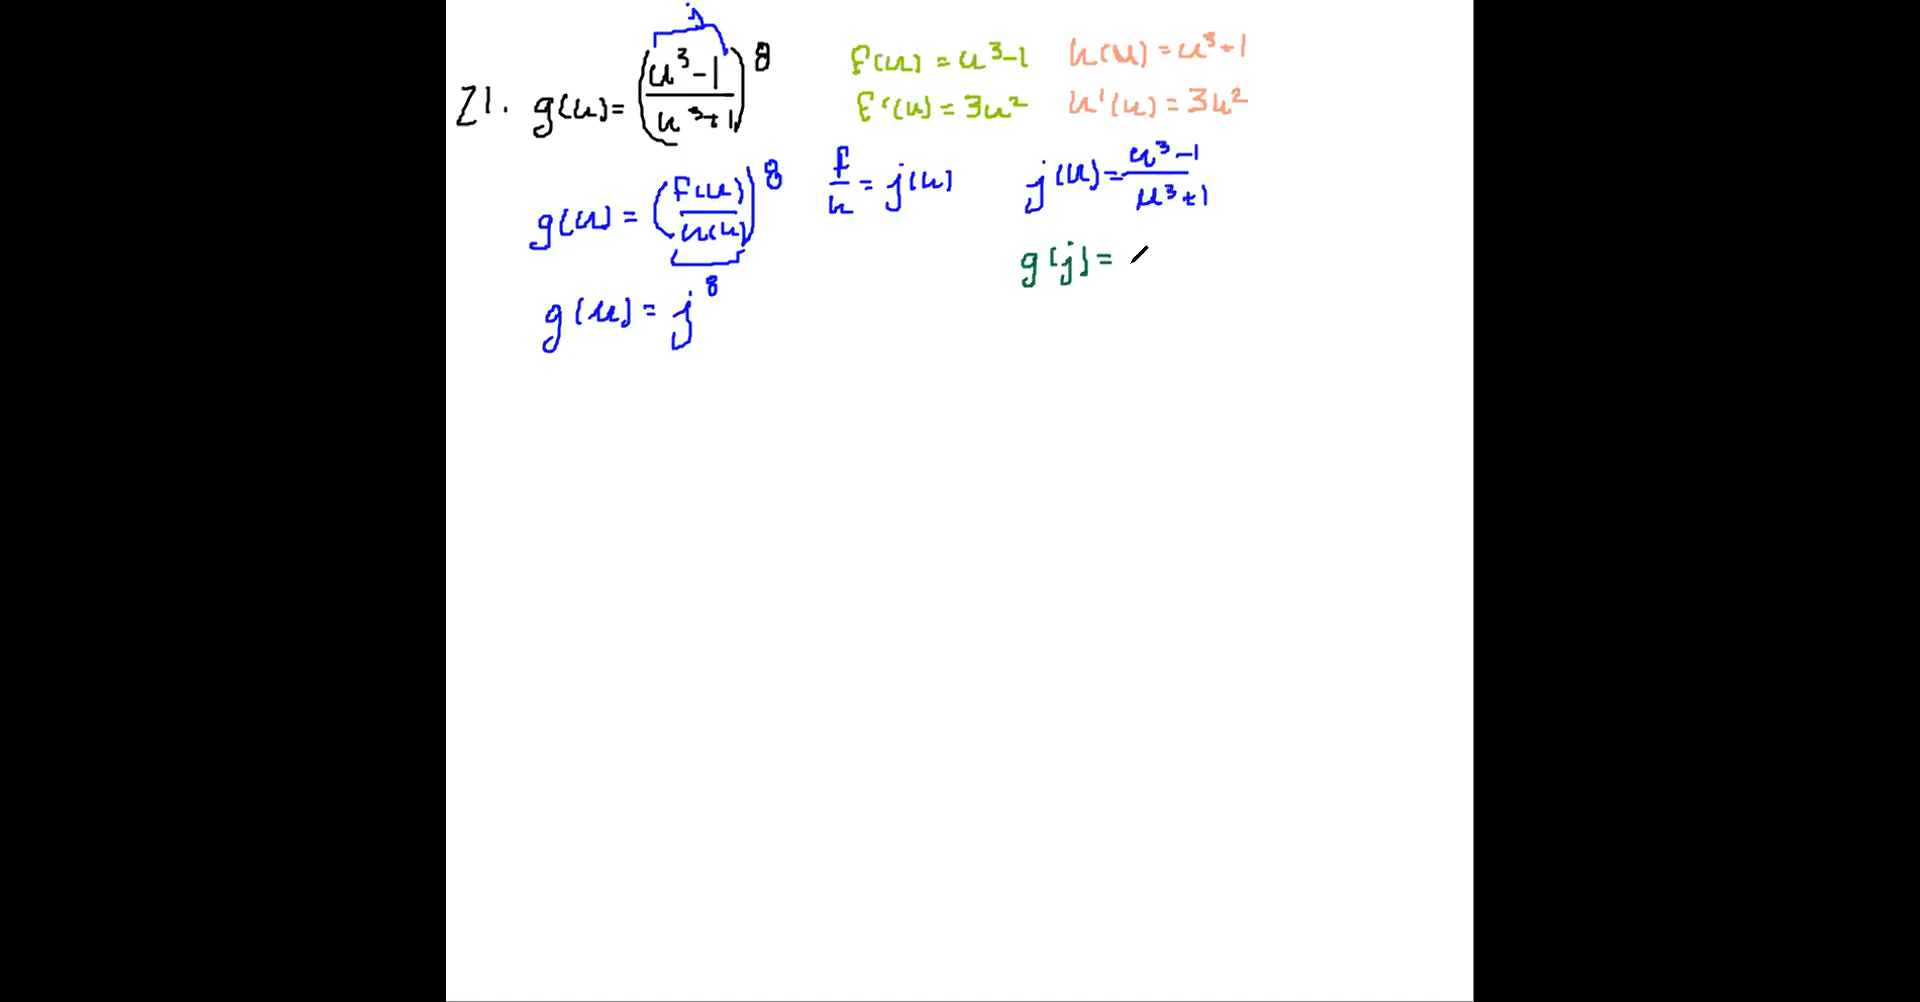 j
21. g(u) = (u³-1 / u³+1)⁸
f(u) = u³-1
h(u) = u³+1
f'(u) = 3u²
h'(u) = 3u²
g(u) = (f(u) / h(u))⁸
f/h = j(u)
j(u) = u³-1 / u³+1
g(j) =
g(u) = j⁸